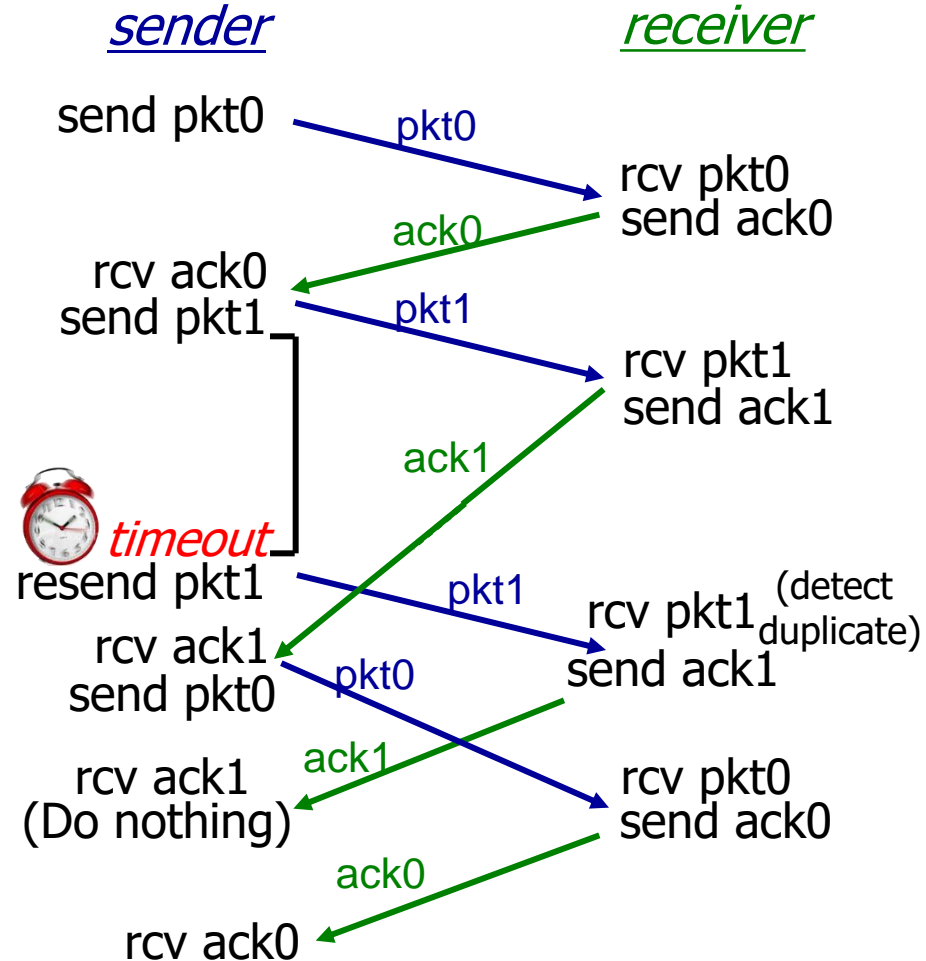 sender
receiver
send pkt0
pkt0
rcv pkt0
send ack0
ack0
rcv ack0
send pkt1
pkt1
rcv pkt1
send ack1
ack1
timeout
resend pkt1
pkt1
rcv pkt1 (detect duplicate)
send ack1
rcv ack1
send pkt0
pkt0
ack1
rcv ack1
(Do nothing)
rcv pkt0
send ack0
ack0
rcv ack0